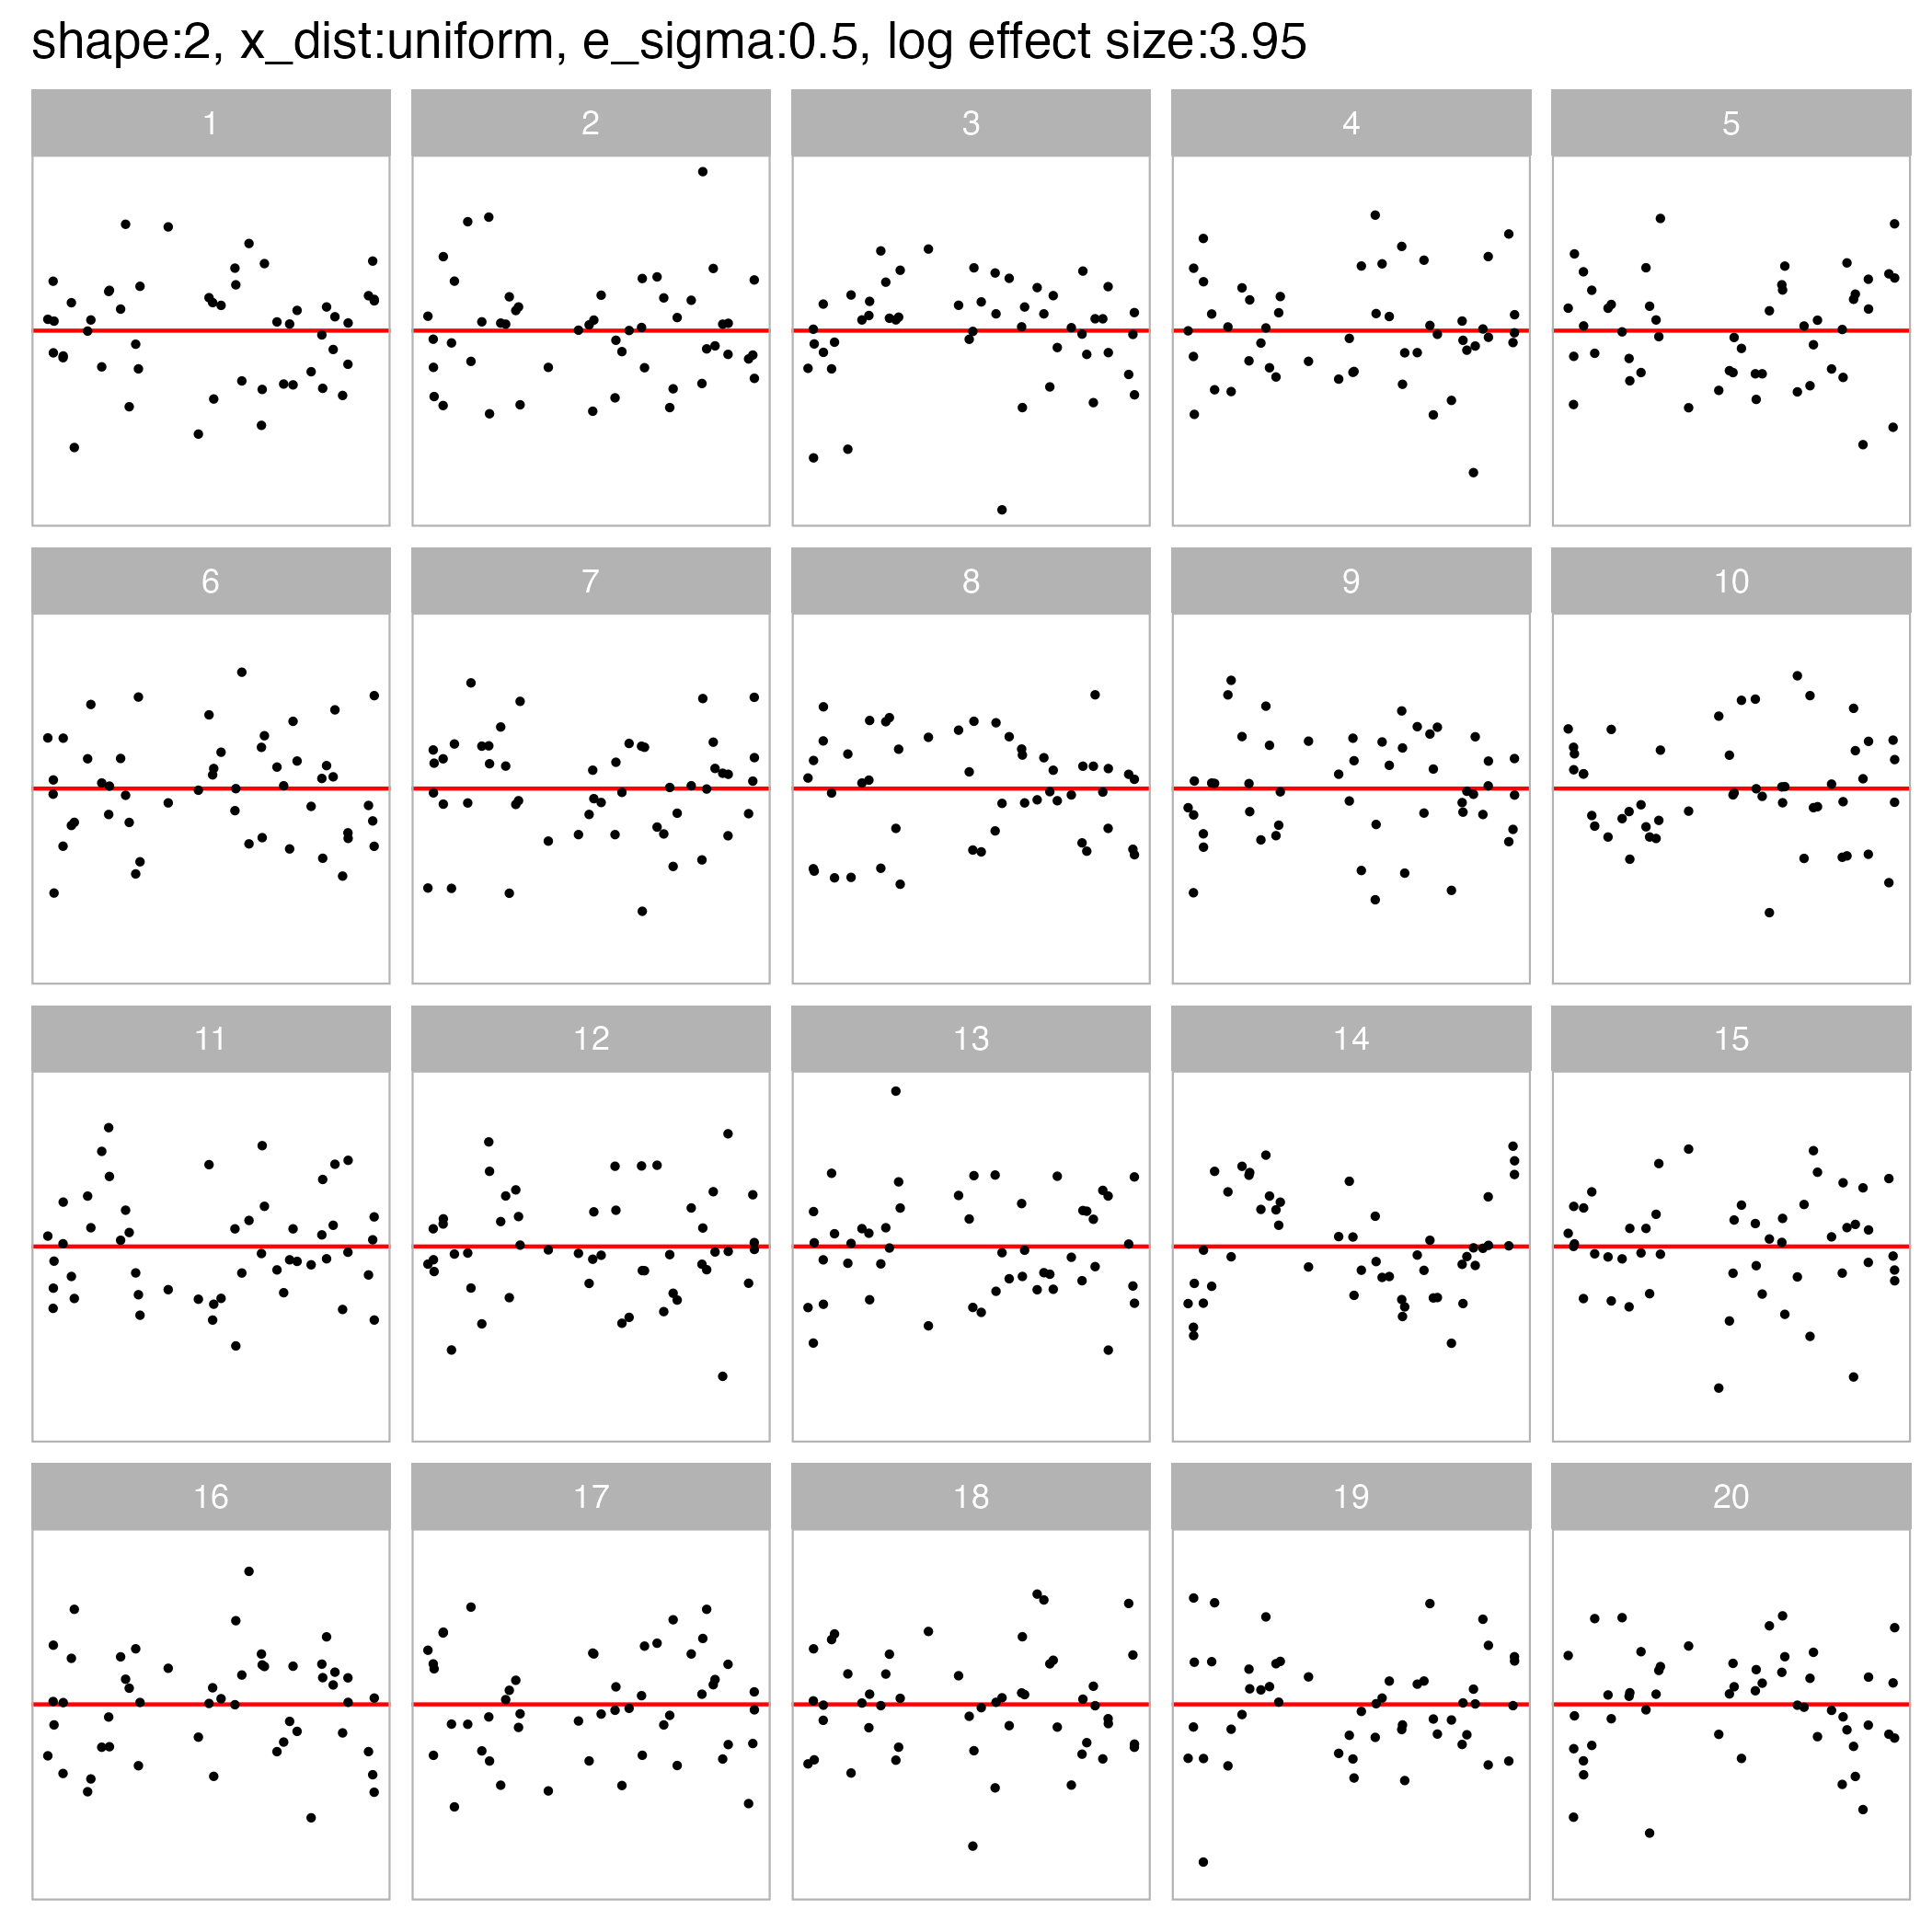 shape:2, x_dist:uniform, e_sigma:0.5, log effect size:3.95
1 2 3 4 5
6 7 8 9 10
11 12 13 14 15
16 17 18 19 20